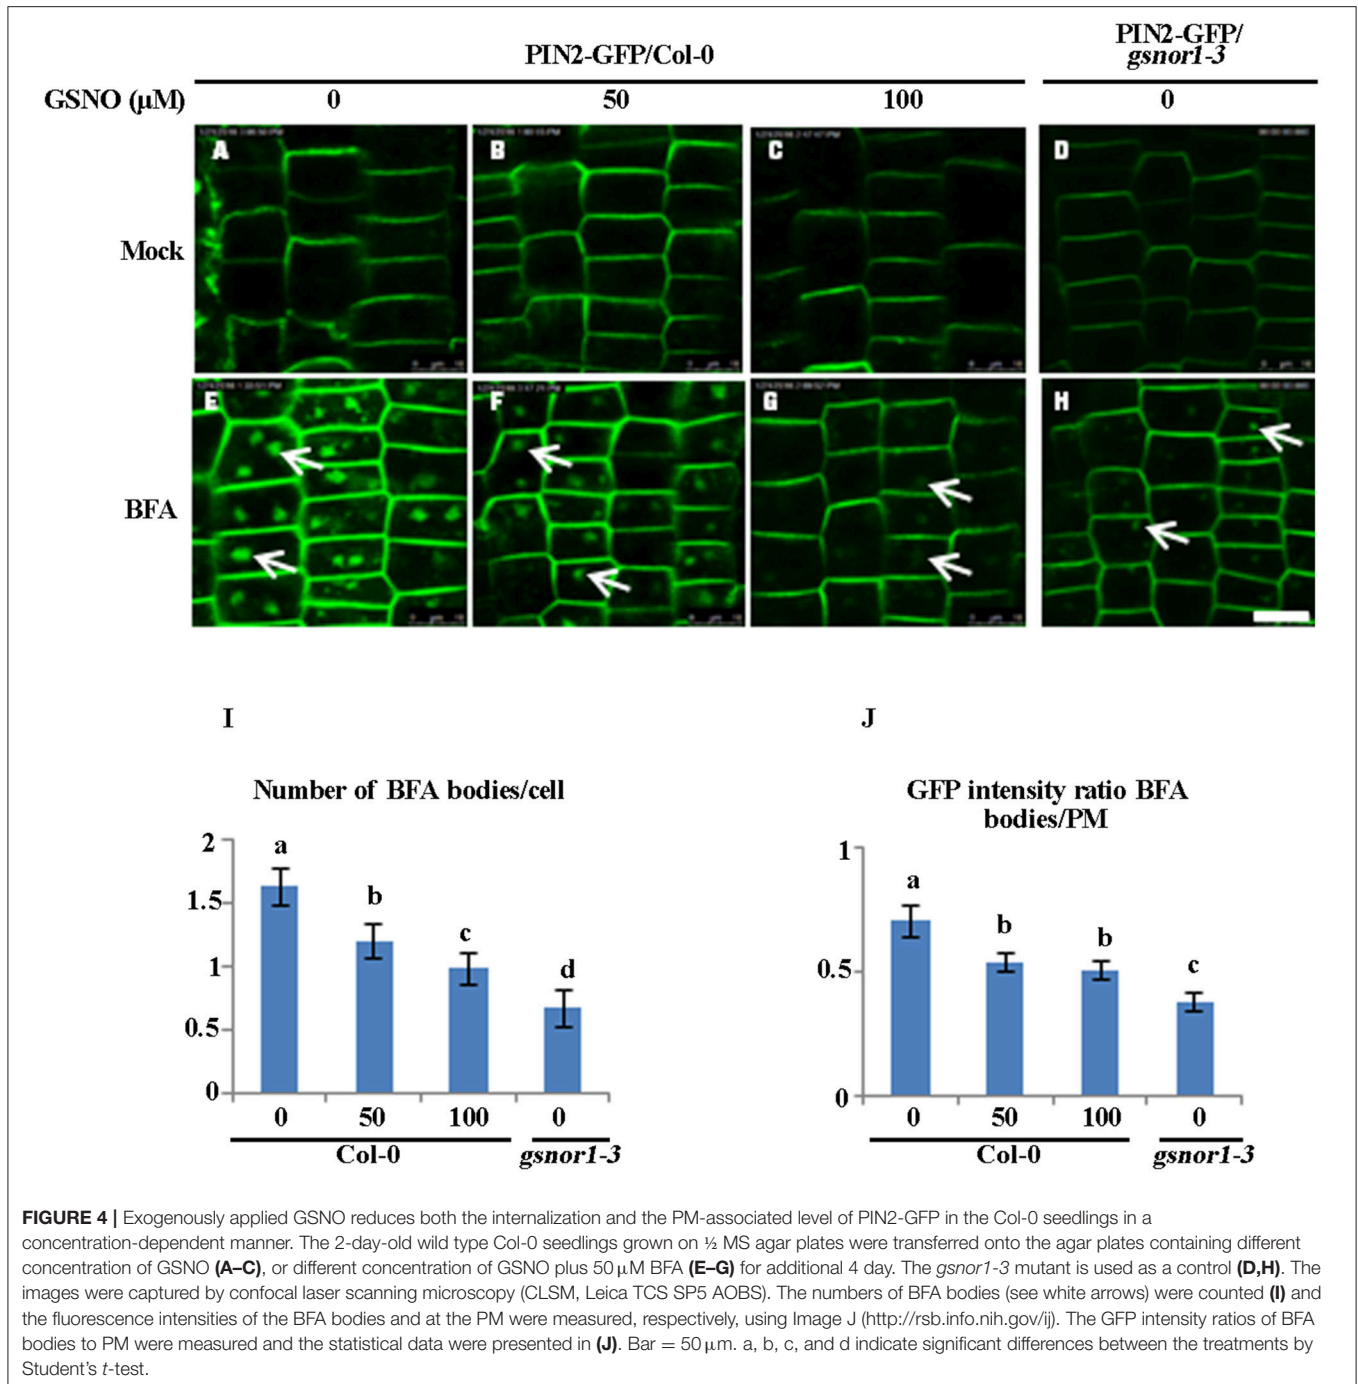 PIN2-GFP/Col-0
PIN2-GFP/
gsnor1-3
GSNO (μM)
0
50
100
0
Mock
A
B
C
D
BFA
E
F
G
H
I
J
Number of BFA bodies/cell
2
1.5
1
0.5
0
a
b
c
d
0
50
100
0
Col-0
gsnor1-3
GFP intensity ratio BFA
bodies/PM
1
0.5
0
a
b
b
c
0
50
100
0
Col-0
gsnor1-3
FIGURE 4 | Exogenously applied GSNO reduces both the internalization and the PM-associated level of PIN2-GFP in the Col-0 seedlings in a
concentration-dependent manner. The 2-day-old wild type Col-0 seedlings grown on ½ MS agar plates were transferred onto the agar plates containing different
concentration of GSNO (A–C), or different concentration of GSNO plus 50 μM BFA (E–G) for additional 4 day. The gsnor1-3 mutant is used as a control (D,H). The
images were captured by confocal laser scanning microscopy (CLSM, Leica TCS SP5 AOBS). The numbers of BFA bodies (see white arrows) were counted (I) and
the fluorescence intensities of the BFA bodies and at the PM were measured, respectively, using Image J (http://rsb.info.nih.gov/ij). The GFP intensity ratios of BFA
bodies to PM were measured and the statistical data were presented in (J). Bar = 50 μm. a, b, c, and d indicate significant differences between the treatments by
Student's t-test.